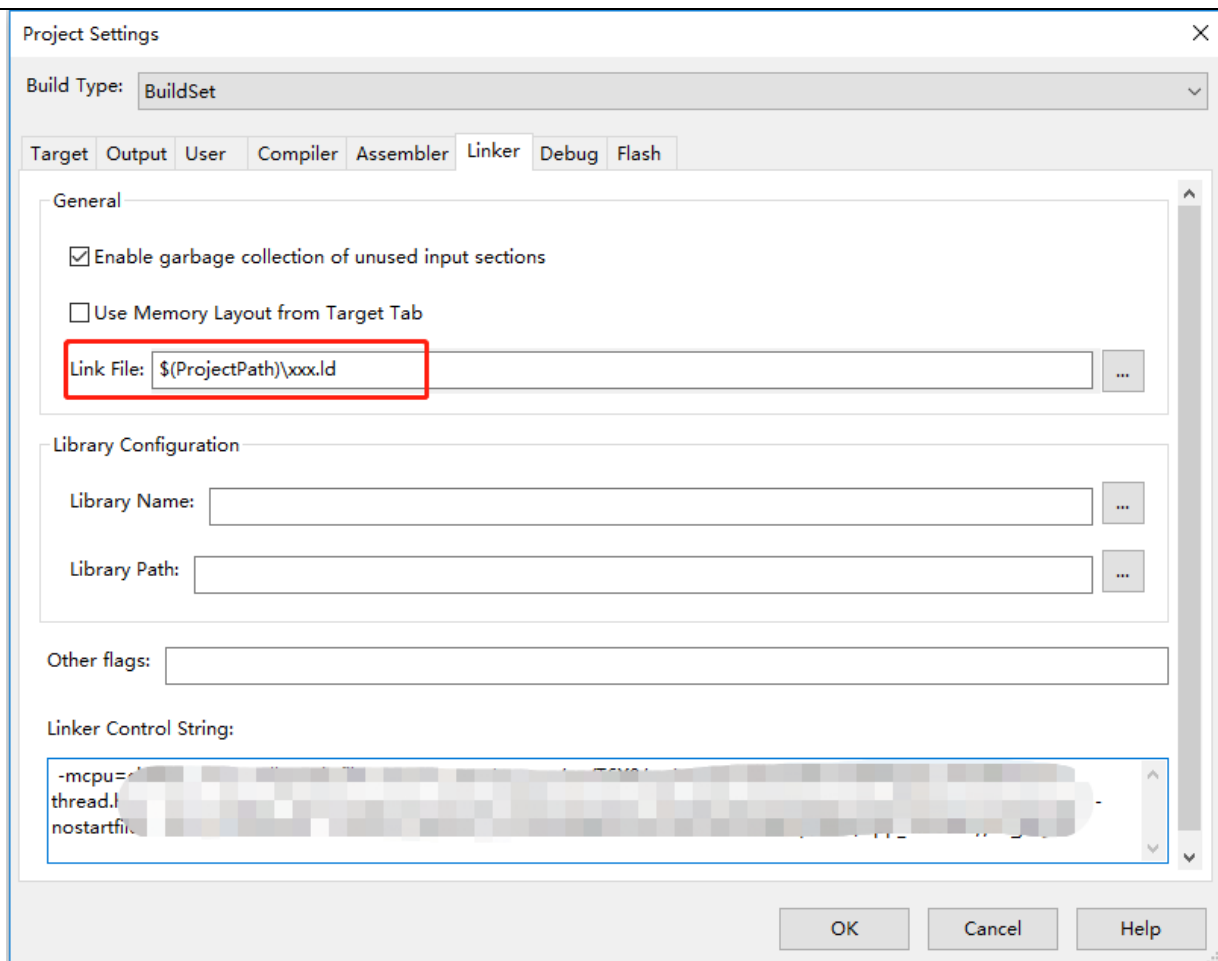 Project Settings
Build Type: BuildSet
Target Output User Compiler Assembler Linker Debug Flash
General
Enable garbage collection of unused input sections
Use Memory Layout from Target Tab
Link File: $(ProjectPath)\xxx.ld ...
Library Configuration
Library Name: ...
Library Path: ...
Other flags:
Linker Control String:
-mcpu=
-
OK Cancel Help